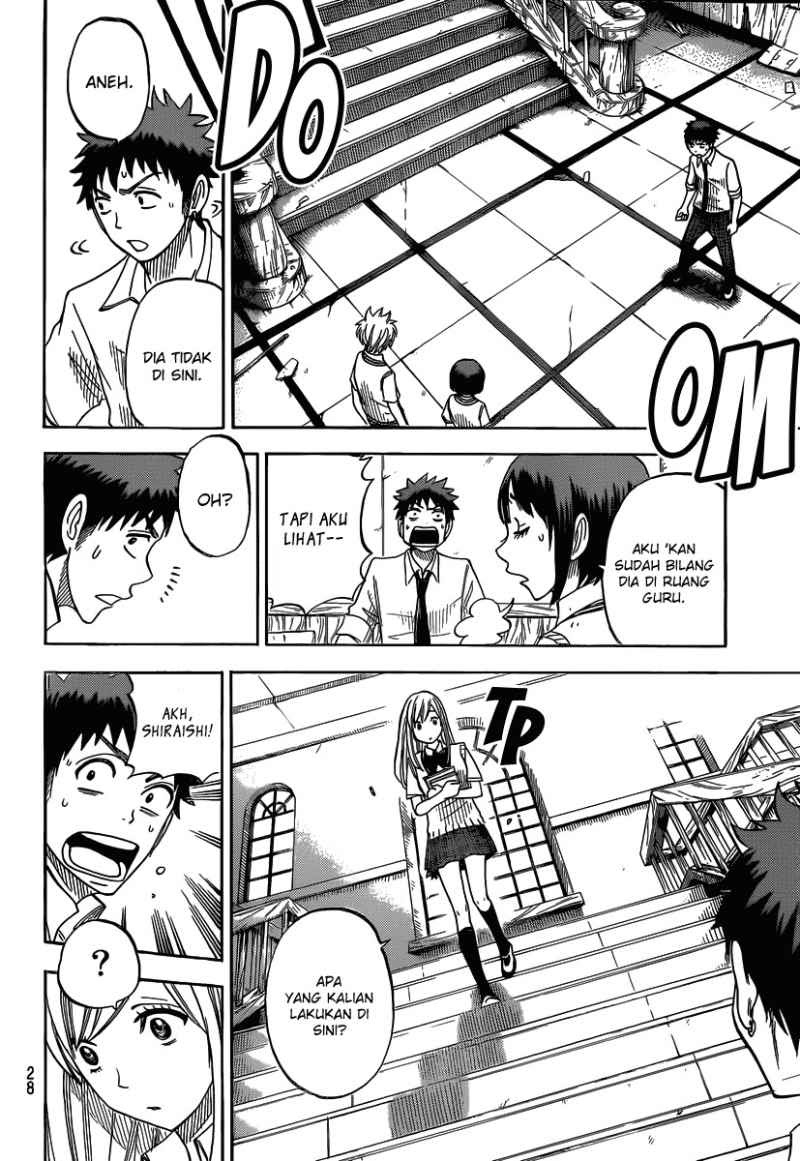 DO
OM
ANEH.
DIA TIDAK
DI SINI.
AKU 'KAN
SUDAH BILANG
DIA DI RUANG
GURU.
TAPI AKU
LIHAT--
OH?
TP
APA
YANG KALIAN
LAKUKAN DI
SINI?
AKH,
SHIRAISHI!
?
28